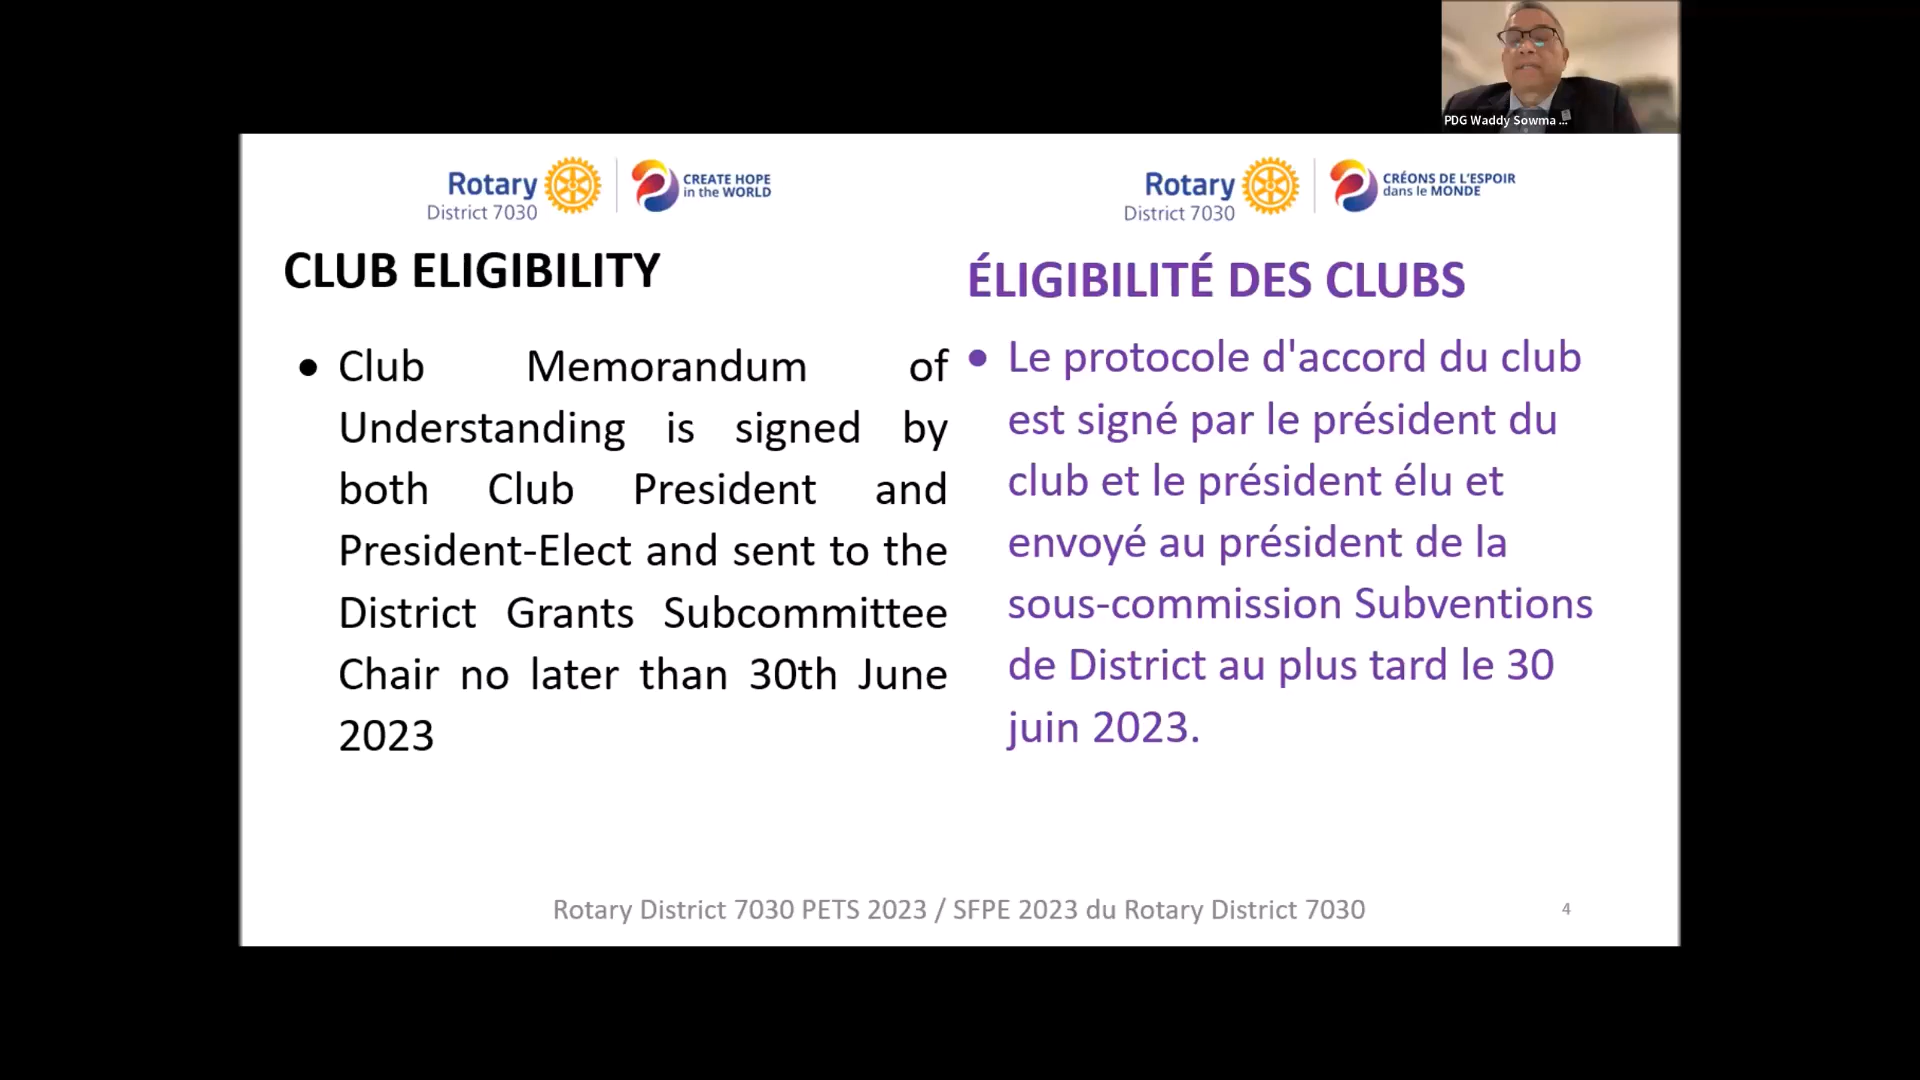 PDG Waddy Sowma ...
Rotary
District 7030
CREATE HOPE
in the WORLD
Rotary
District 7030
CRÉONS DE L'ESPOIR
dans le MONDE
CLUB ELIGIBILITY
• Club Memorandum of
Understanding is signed by
both Club President and
President-Elect and sent to the
District Grants Subcommittee
Chair no later than 30th June
2023
ÉLIGIBILITÉ DES CLUBS
• Le protocole d'accord du club
est signé par le président du
club et le président élu et
envoyé au président de la
sous-commission Subventions
de District au plus tard le 30
juin 2023.
Rotary District 7030 PETS 2023 / SFPE 2023 du Rotary District 7030
4